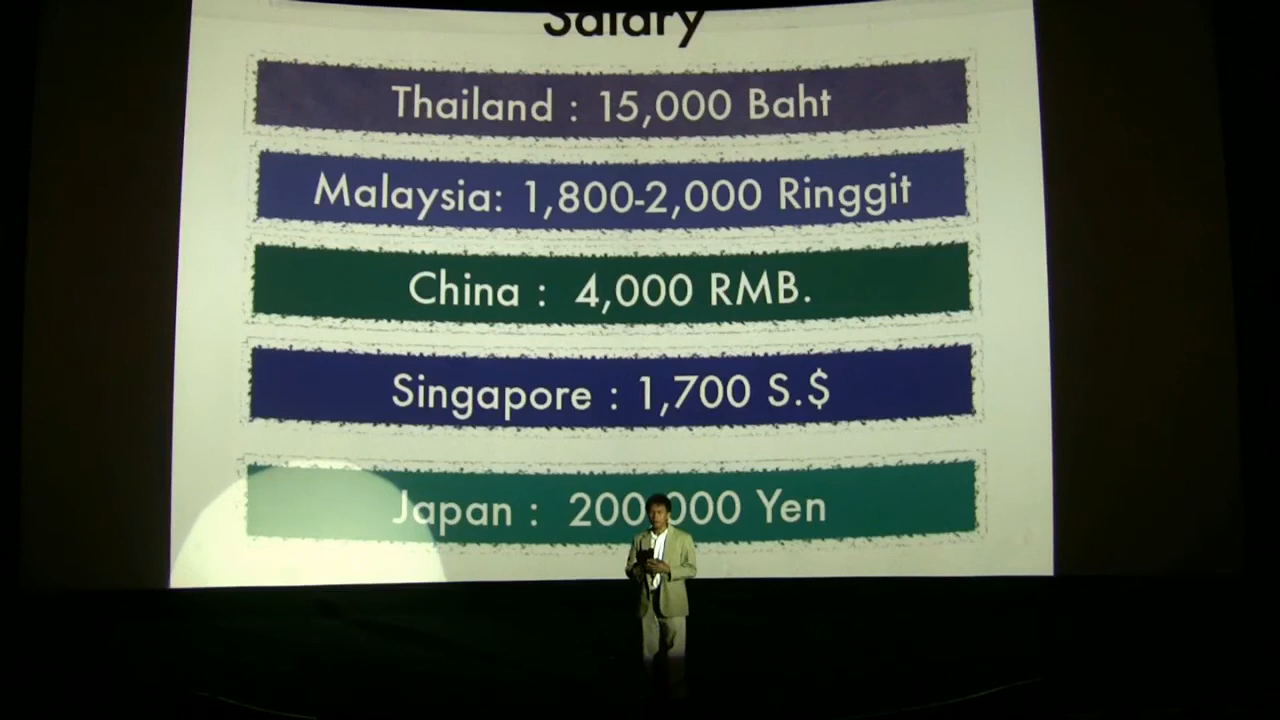 Salary
Thailand : 15,000 Baht
Malaysia: 1,800-2,000 Ringgit
China : 4,000 RMB.
Singapore : 1,700 S.$
Japan : 200,000 Yen